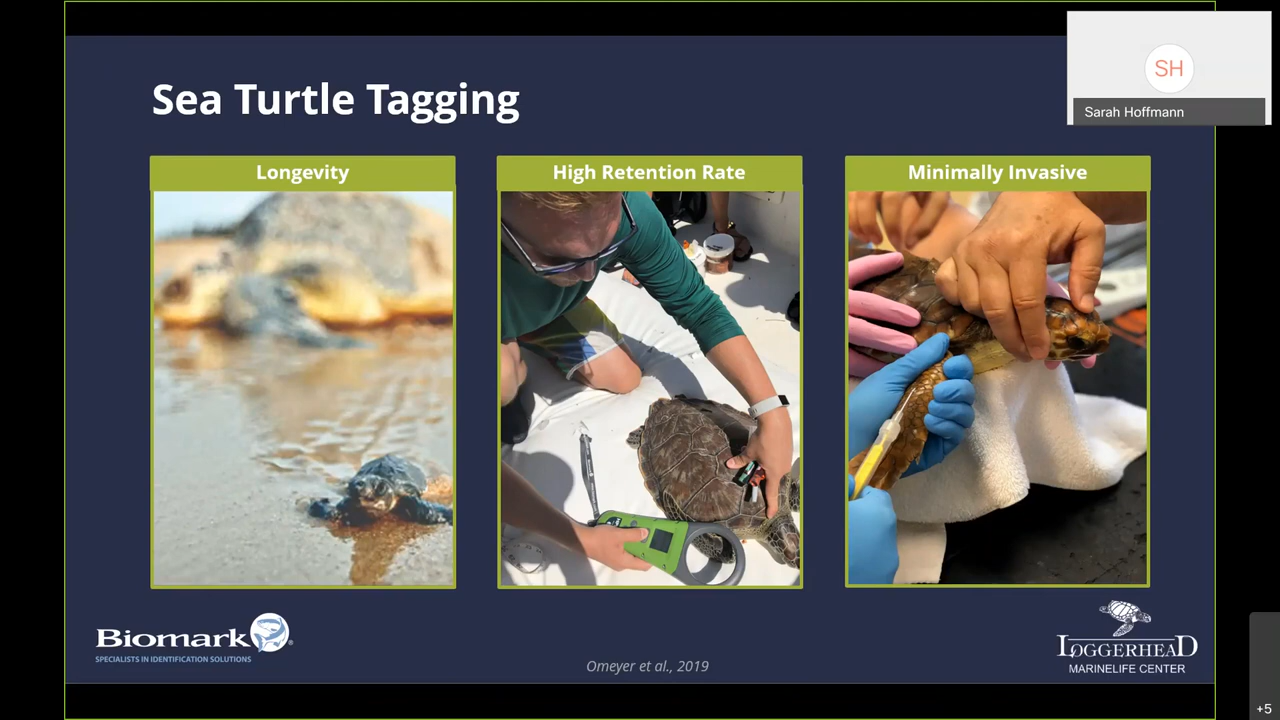 SH
Sarah Hoffmann
Sea Turtle Tagging
Longevity
High Retention Rate
Minimally Invasive
Biomark
SPECIALISTS IN IDENTIFICATION SOLUTIONS
Omeyer et al., 2019
LOGGERHEAD
MARINELIFE CENTER
+5